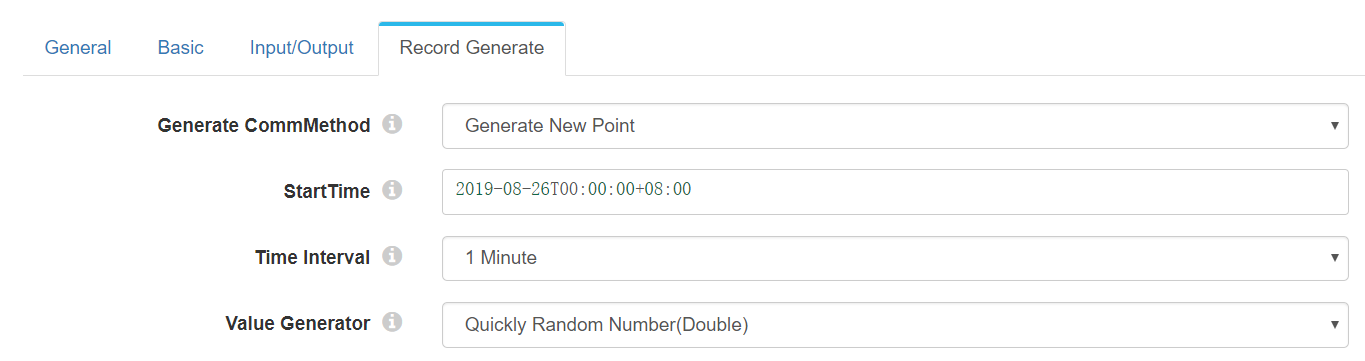 General Basic Input/Output Record Generate
Generate CommMethod Generate New Point
StartTime 2019-08-26T00:00:00+08:00
Time Interval 1 Minute
Value Generator Quickly Random Number(Double)